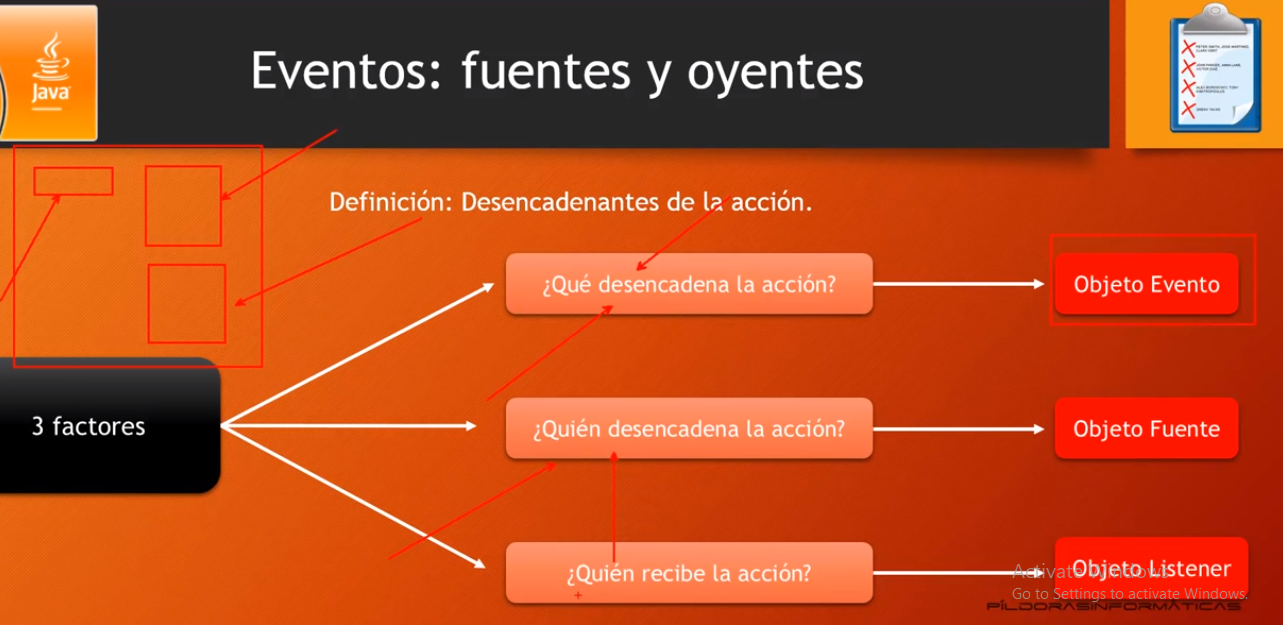 Java
Eventos: fuentes y oyentes
Definición: Desencadenantes de la acción.
¿Qué desencadena la acción?
Objeto Evento
3 factores
¿Quién desencadena la acción?
Objeto Fuente
¿Quién recibe la acción?
Objeto Listener
Activate Windows
Go to Settings to activate Windows.
PÍLDORASINFORMÁTICAS